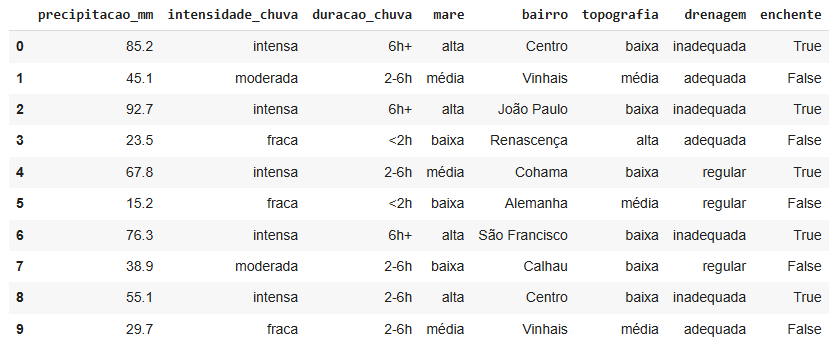 precipitacao_mm intensidade_chuva duracao_chuva mare bairro topografia drenagem enchente
0 85.2 intensa 6h+ alta Centro baixa inadequada True
1 45.1 moderada 2-6h média Vinhais média adequada False
2 92.7 intensa 6h+ alta João Paulo baixa inadequada True
3 23.5 fraca <2h baixa Renascença alta adequada False
4 67.8 intensa 2-6h média Cohama baixa regular True
5 15.2 fraca <2h baixa Alemanha média regular False
6 76.3 intensa 6h+ alta São Francisco baixa inadequada True
7 38.9 moderada 2-6h baixa Calhau baixa regular False
8 55.1 intensa 2-6h alta Centro baixa inadequada True
9 29.7 fraca 2-6h média Vinhais média adequada False